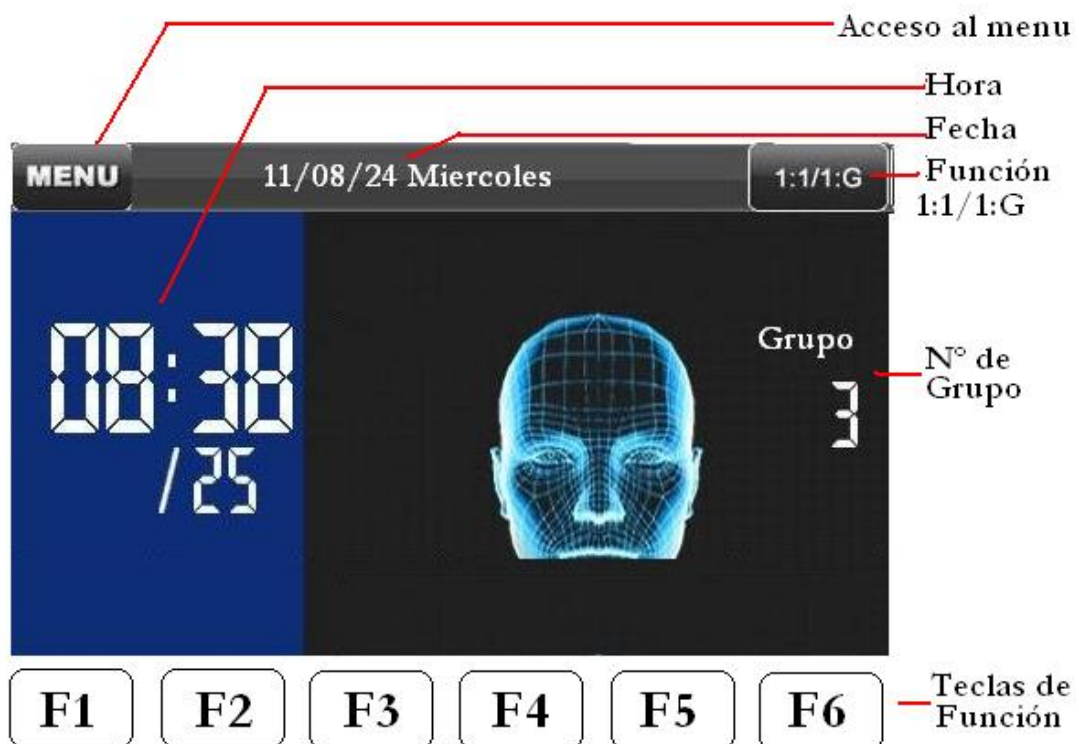 Acceso al menu
Hora
Fecha
MENU
11/08/24 Miercoles
1:1/1:G
Función
1:1/1:G
08:38
/25
Grupo
3
N° de
Grupo
F1 F2 F3 F4 F5 F6
Teclas de
Función